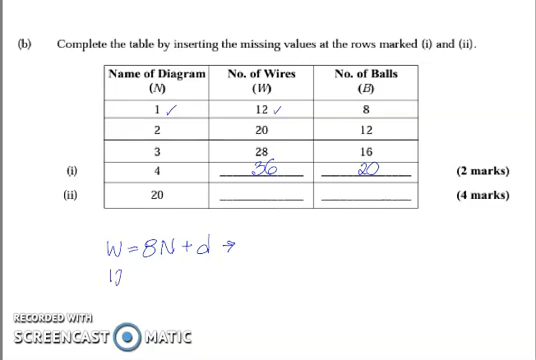 (b) Complete the table by inserting the missing values at the rows marked (i) and (ii).
Name of Diagram (N) No. of Wires (W) No. of Balls (B)
1 ✓ 12 ✓ 8
2 20 12
3 28 16
(i) 4 36 20 (2 marks)
(ii) 20 (4 marks)
W = 8N + d →
12
RECORDED WITH
SCREENCAST MATIC